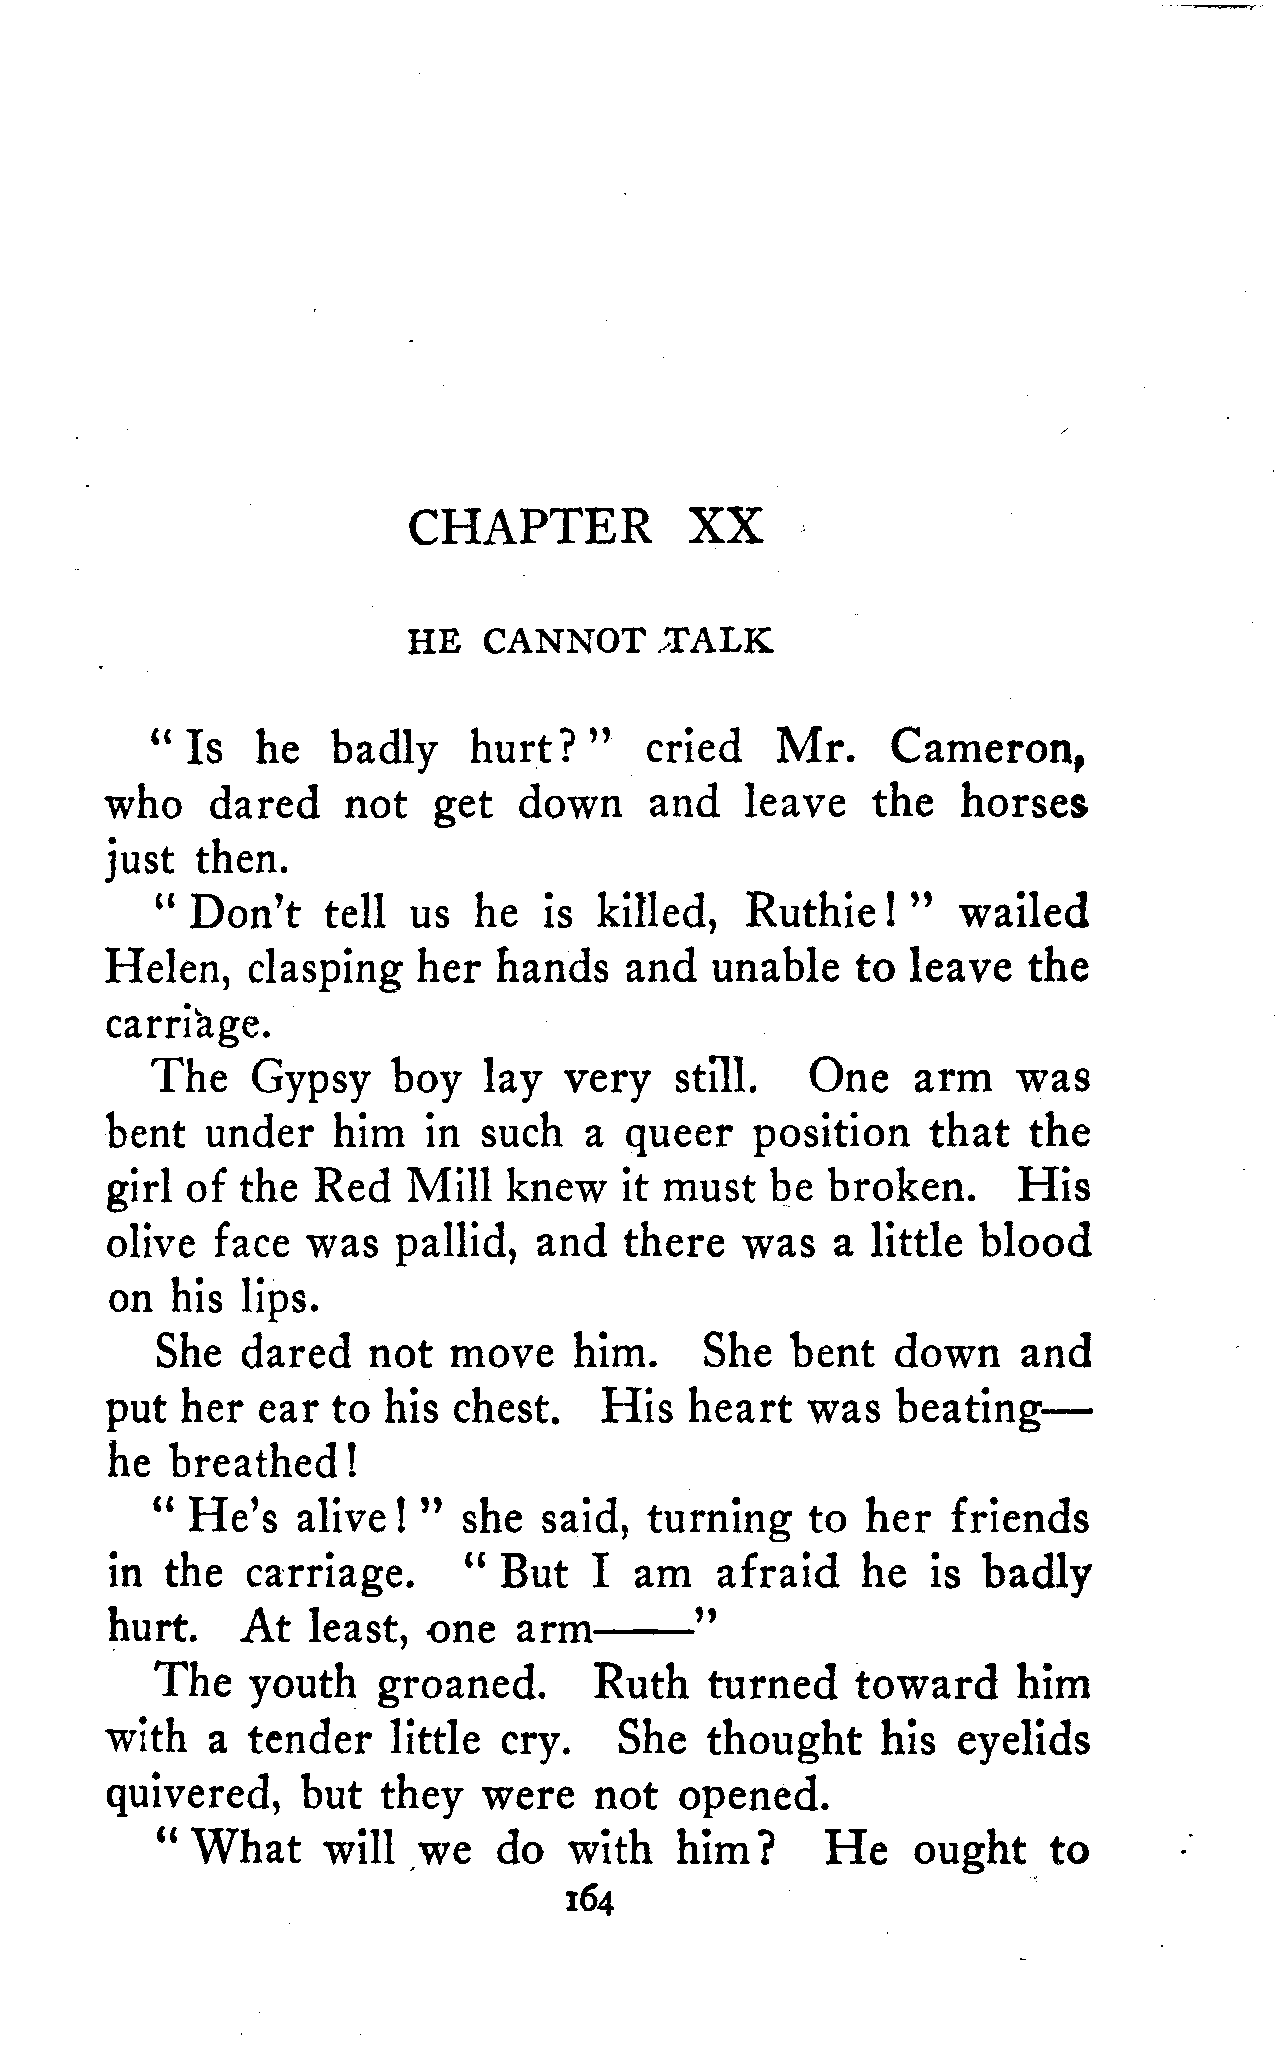 CHAPTER XX
HE CANNOT TALK
" Is he badly hurt? " cried Mr. Cameron,
who dared not get down and leave the horses
just then.
" Don't tell us he is killed, Ruthie! " wailed
Helen, clasping her hands and unable to leave the
carriage.
The Gypsy boy lay very still. One arm was
bent under him in such a queer position that the
girl of the Red Mill knew it must be broken. His
olive face was pallid, and there was a little blood
on his lips.
She dared not move him. She bent down and
put her ear to his chest. His heart was beating—
he breathed!
" He's alive! " she said, turning to her friends
in the carriage. " But I am afraid he is badly
hurt. At least, one arm——"
The youth groaned. Ruth turned toward him
with a tender little cry. She thought his eyelids
quivered, but they were not opened.
" What will we do with him? He ought to
164